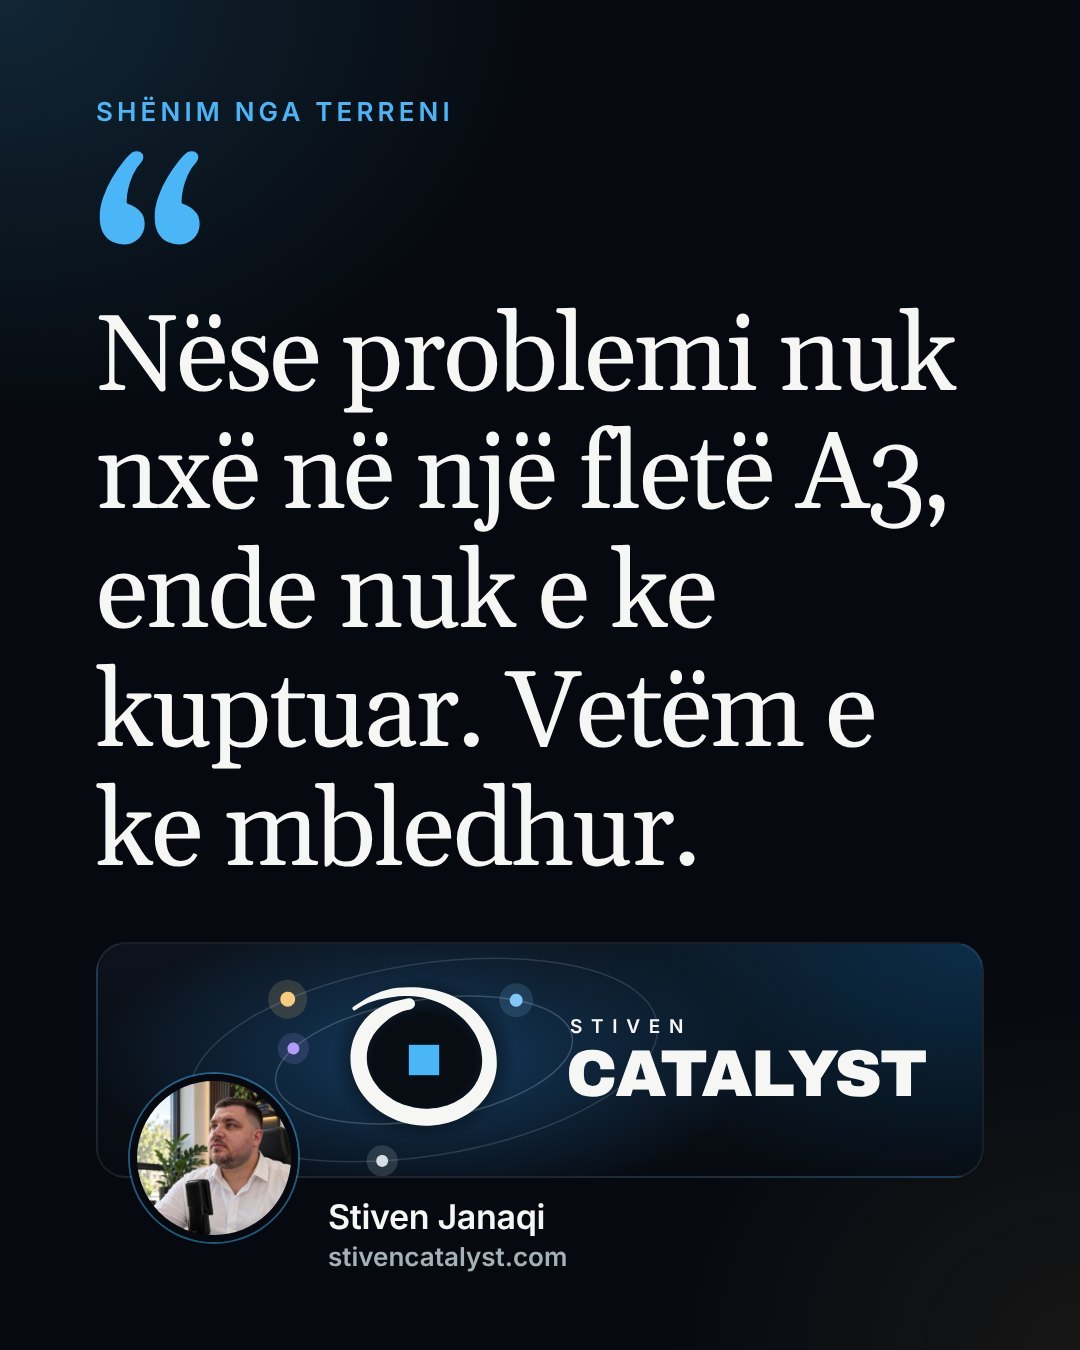 SHËNIM NGA TERRENI
“
Nëse problemi nuk
nxë në një fletë A3,
ende nuk e ke
kuptuar. Vetëm e
ke mbledhur.
STIVEN
CATALYST
Stiven Janaqi
stivencatalyst.com